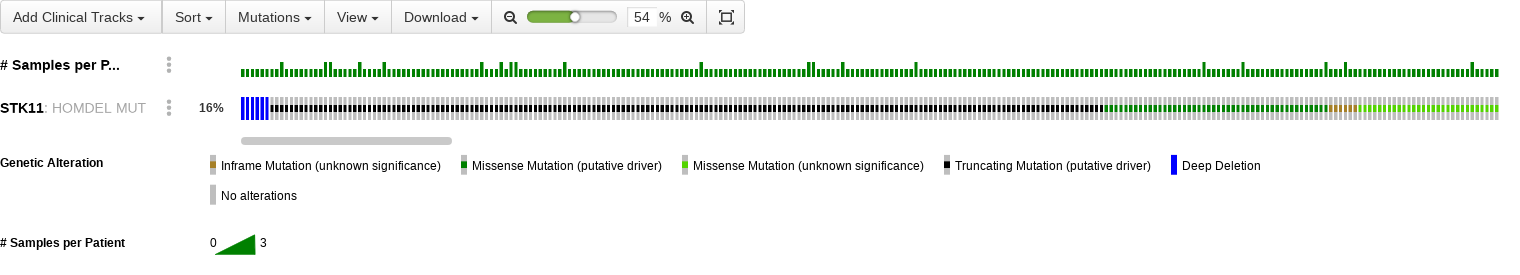 Add Clinical Tracks Sort Mutations View Download 54 %
# Samples per P...
STK11: HOMDEL MUT 16%
Genetic Alteration Inframe Mutation (unknown significance) Missense Mutation (putative driver) Missense Mutation (unknown significance) Truncating Mutation (putative driver) Deep Deletion
No alterations
# Samples per Patient 0 3